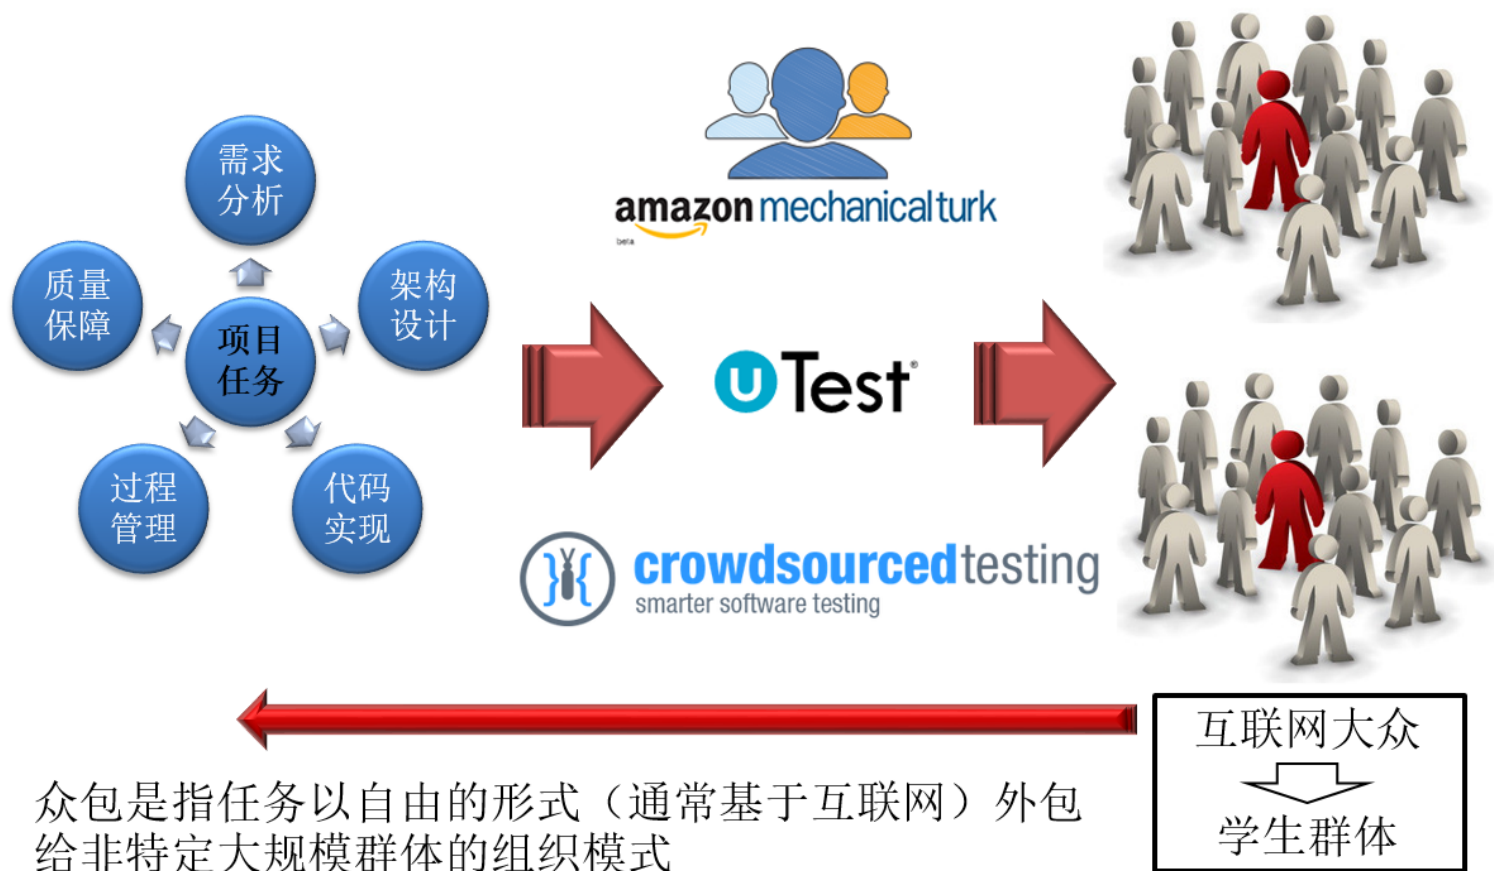 需求
分析
质量
保障
架构
设计
项目
任务
过程
管理
代码
实现
amazon mechanical turk
beta
uTest®
crowdsourcedtesting
smarter software testing
互联网大众
学生群体
众包是指任务以自由的形式（通常基于互联网）外包
给非特定大规模群体的组织模式